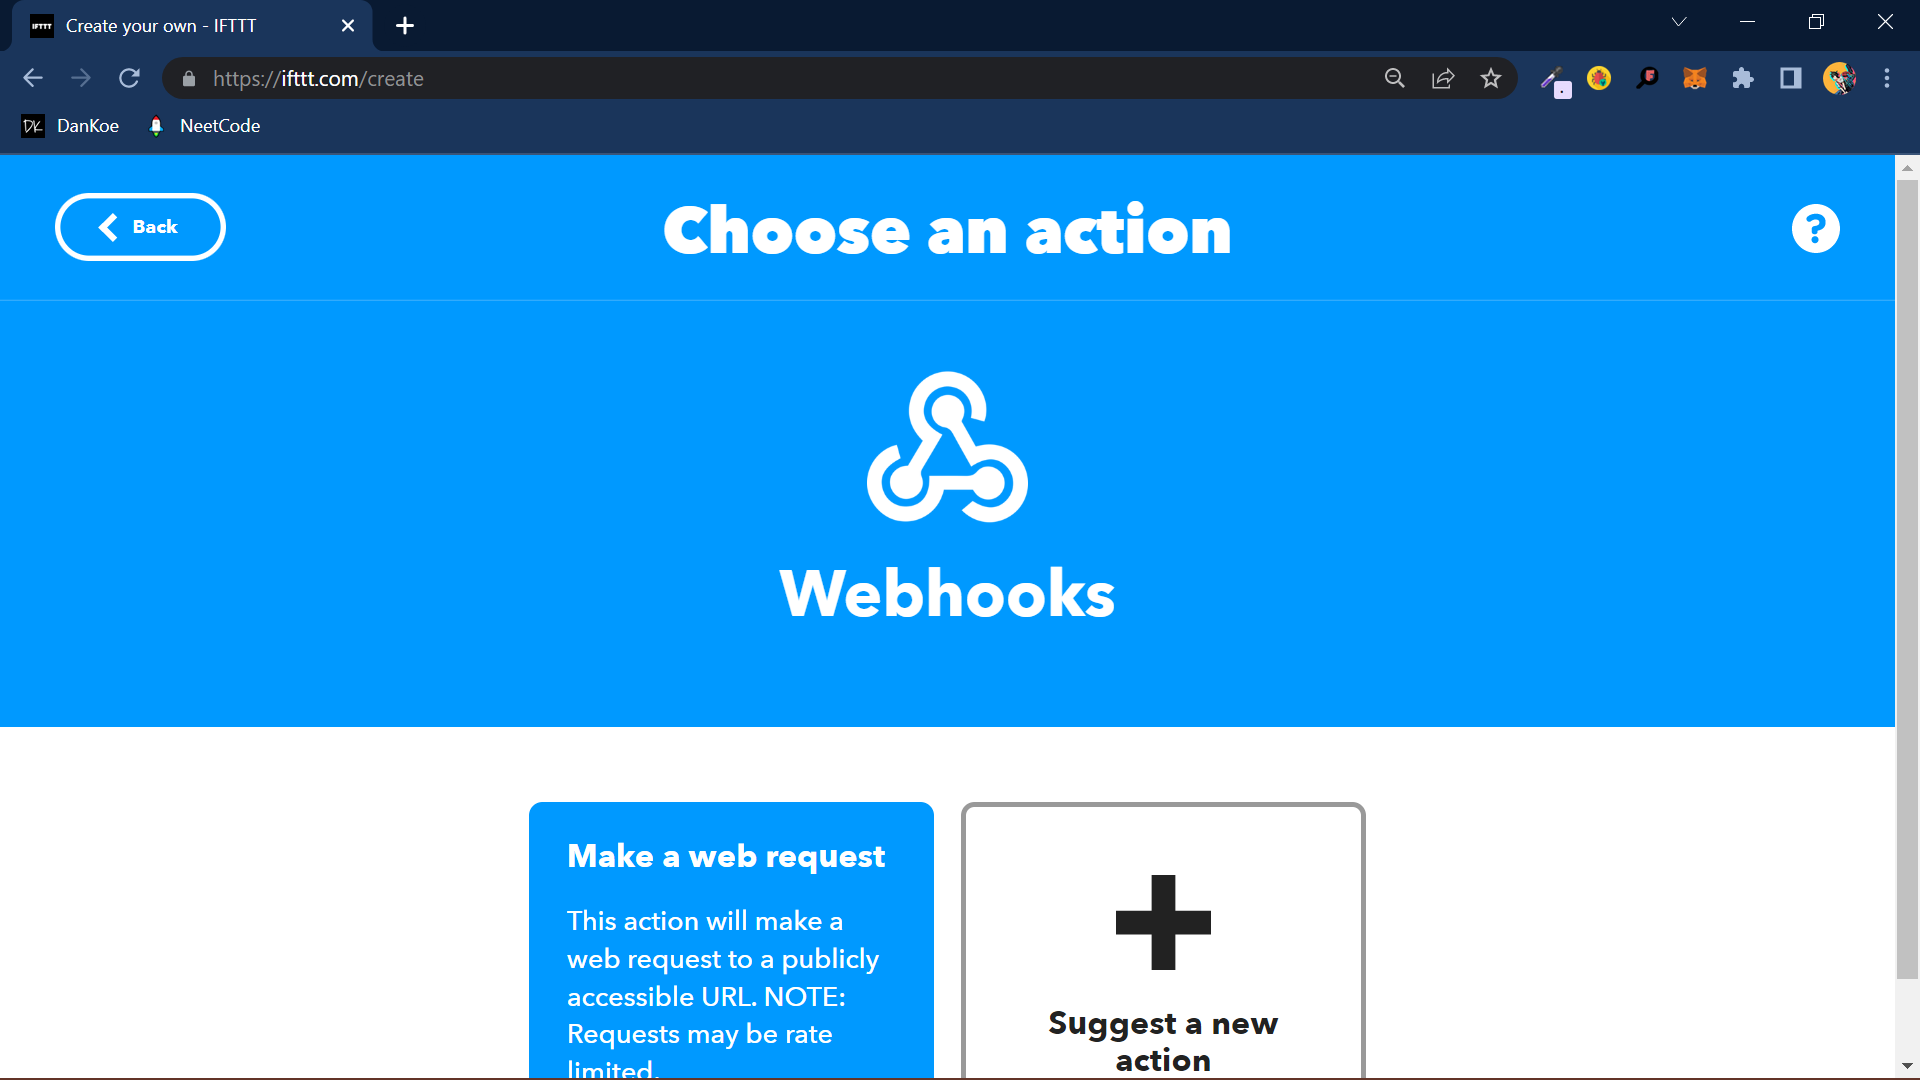 IFTTT Create your own - IFTTT
https://ifttt.com/create
DK DanKoe NeetCode
Back Choose an action ?
Webhooks
Make a web request
This action will make a
web request to a publicly
accessible URL. NOTE:
Requests may be rate
limited.
Suggest a new
action